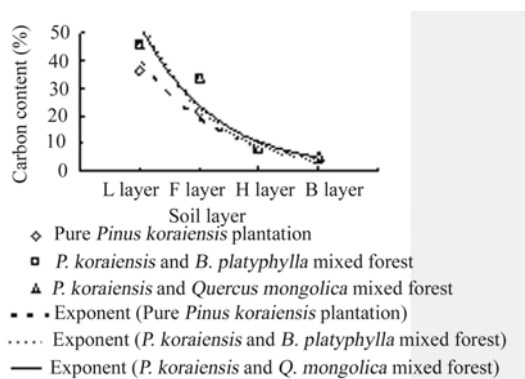 Carbon content (%)
50
40
30
20
10
0
L layer F layer H layer B layer
Soil layer
Pure Pinus koraiensis plantation
P. koraiensis and B. platyphylla mixed forest
P. koraiensis and Quercus mongolica mixed forest
Exponent (Pure Pinus koraiensis plantation)
Exponent (P. koraiensis and B. platyphylla mixed forest)
Exponent (P. koraiensis and Q. mongolica mixed forest)